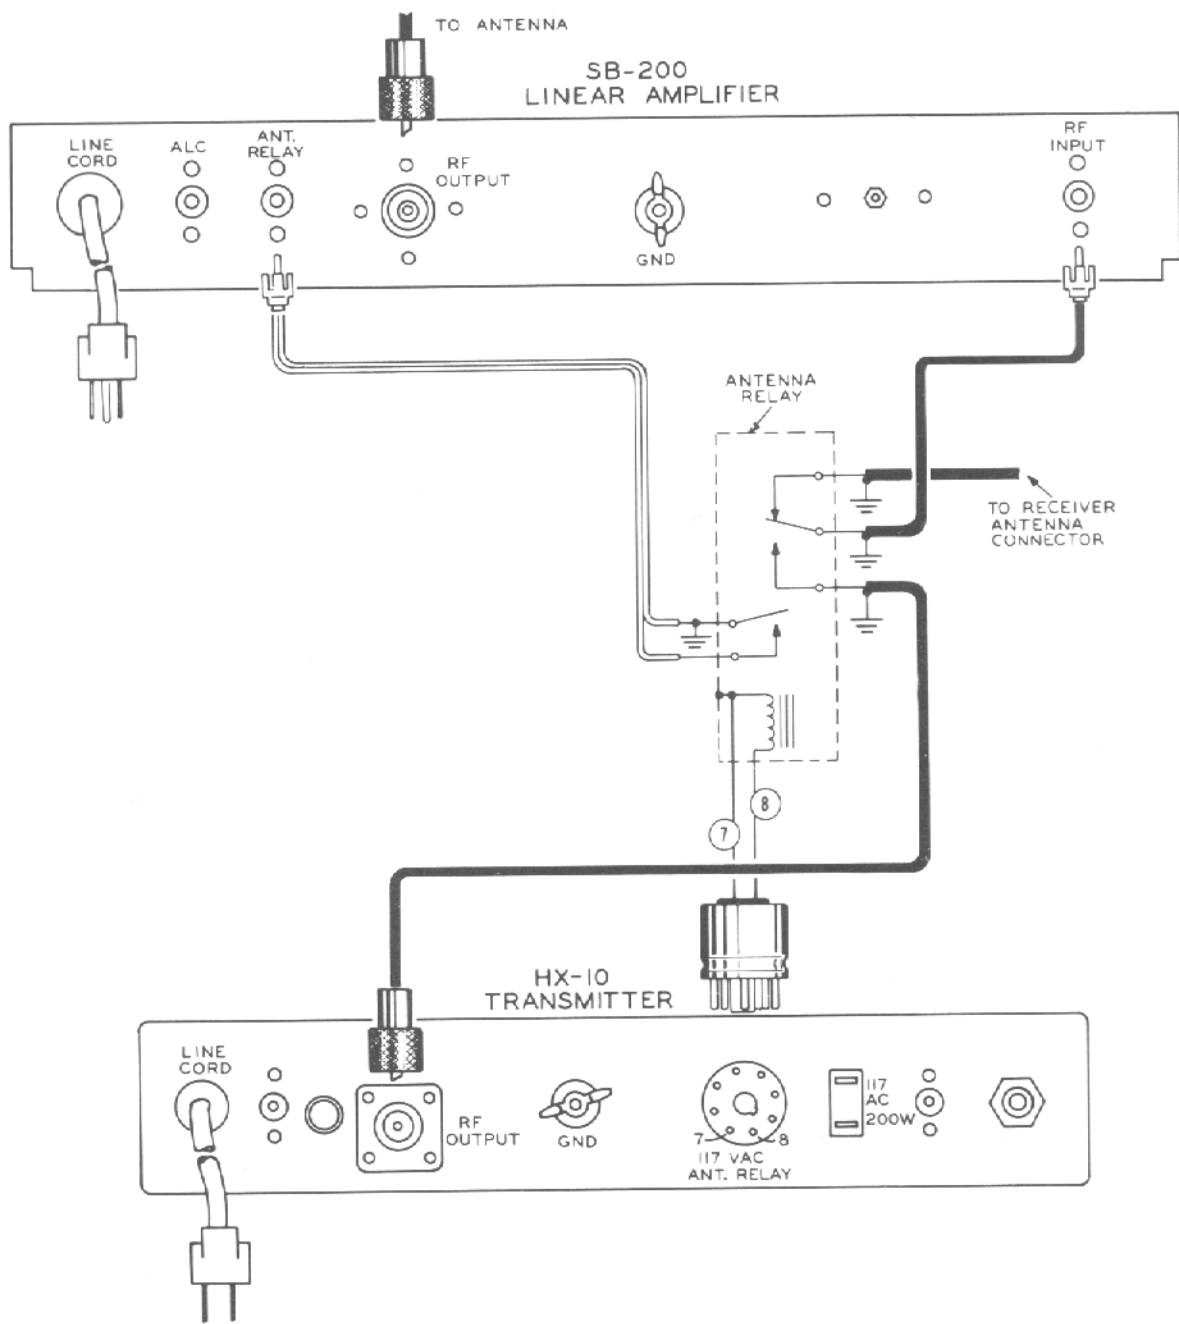 TO ANTENNA
SB-200
LINEAR AMPLIFIER
LINE
CORD
ALC
ANT.
RELAY
RF
OUTPUT
GND
RF
INPUT
ANTENNA
RELAY
TO RECEIVER
ANTENNA
CONNECTOR
8
7
HX-10
TRANSMITTER
LINE
CORD
RF
OUTPUT
GND
7
8
117 VAC
ANT. RELAY
117
AC
200W